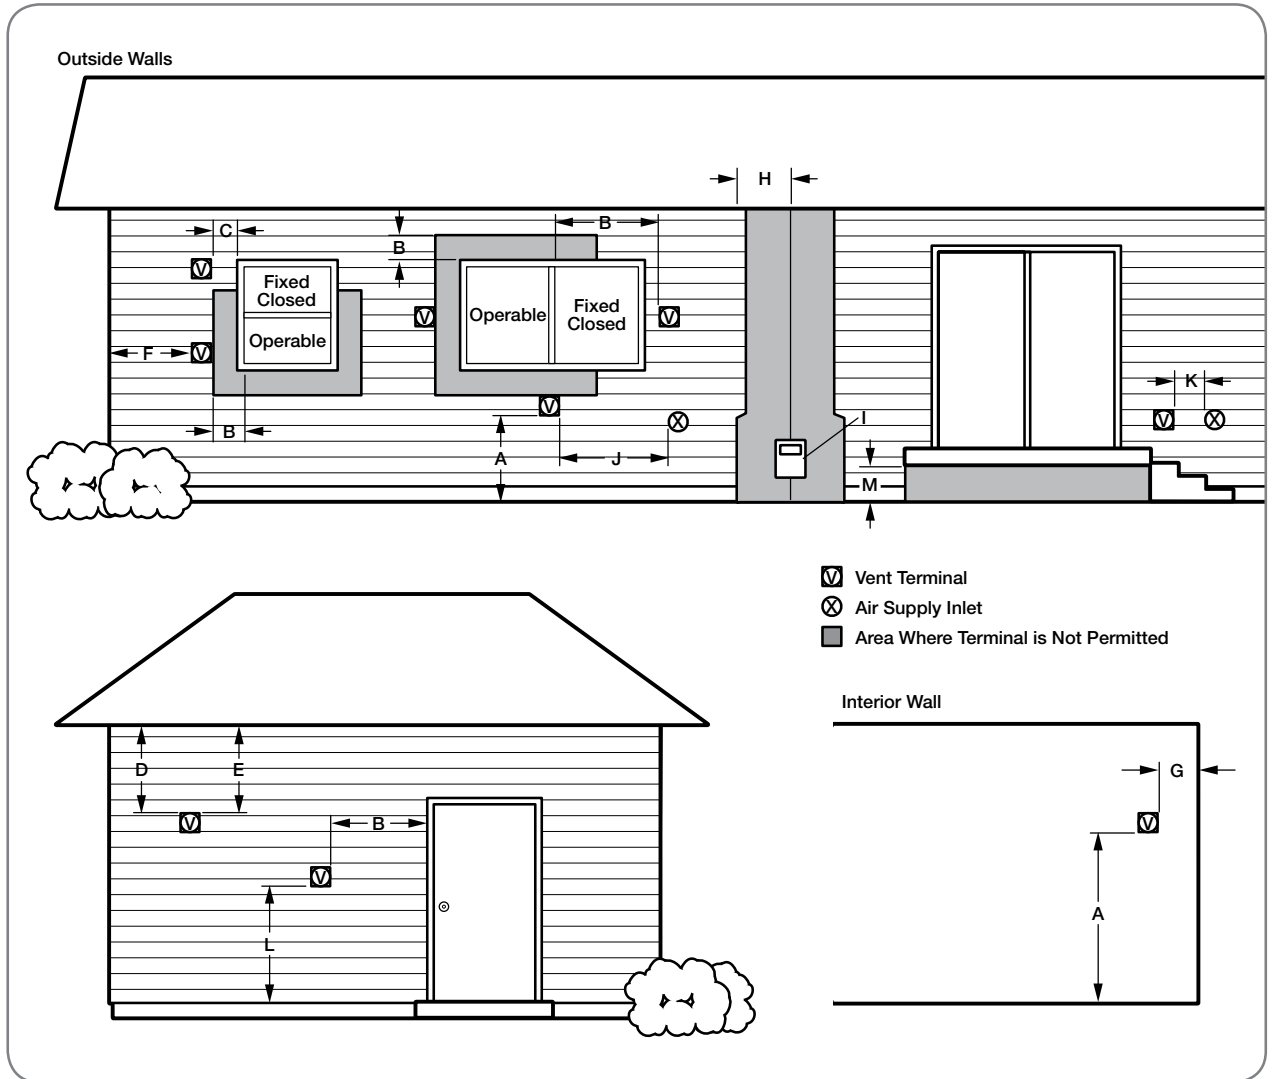 Outside Walls
H
C
B
B
V
Fixed
Closed
Operable
Operable
Fixed
Closed
V
V
F
V
K
V
X
V
X
I
B
A
J
M
V Vent Terminal
X Air Supply Inlet
Area Where Terminal is Not Permitted
Interior Wall
D
E
G
V
B
V
V
L
A